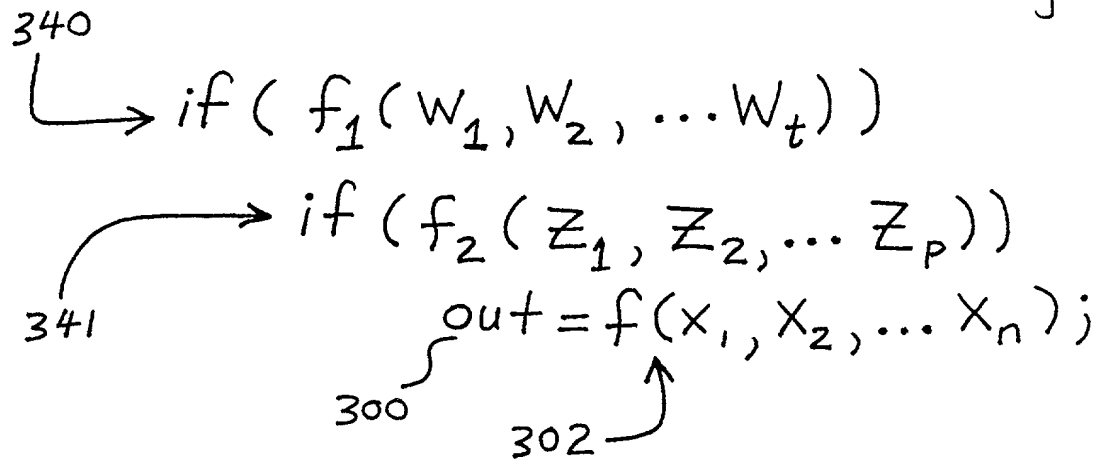 340
if ( f₁ ( W₁, W₂, ... Wₜ ) )
if ( f₂ ( Z₁, Z₂, ... Zₚ ) )
341
out = f ( x₁, x₂, ... xₙ ) ;
300
302